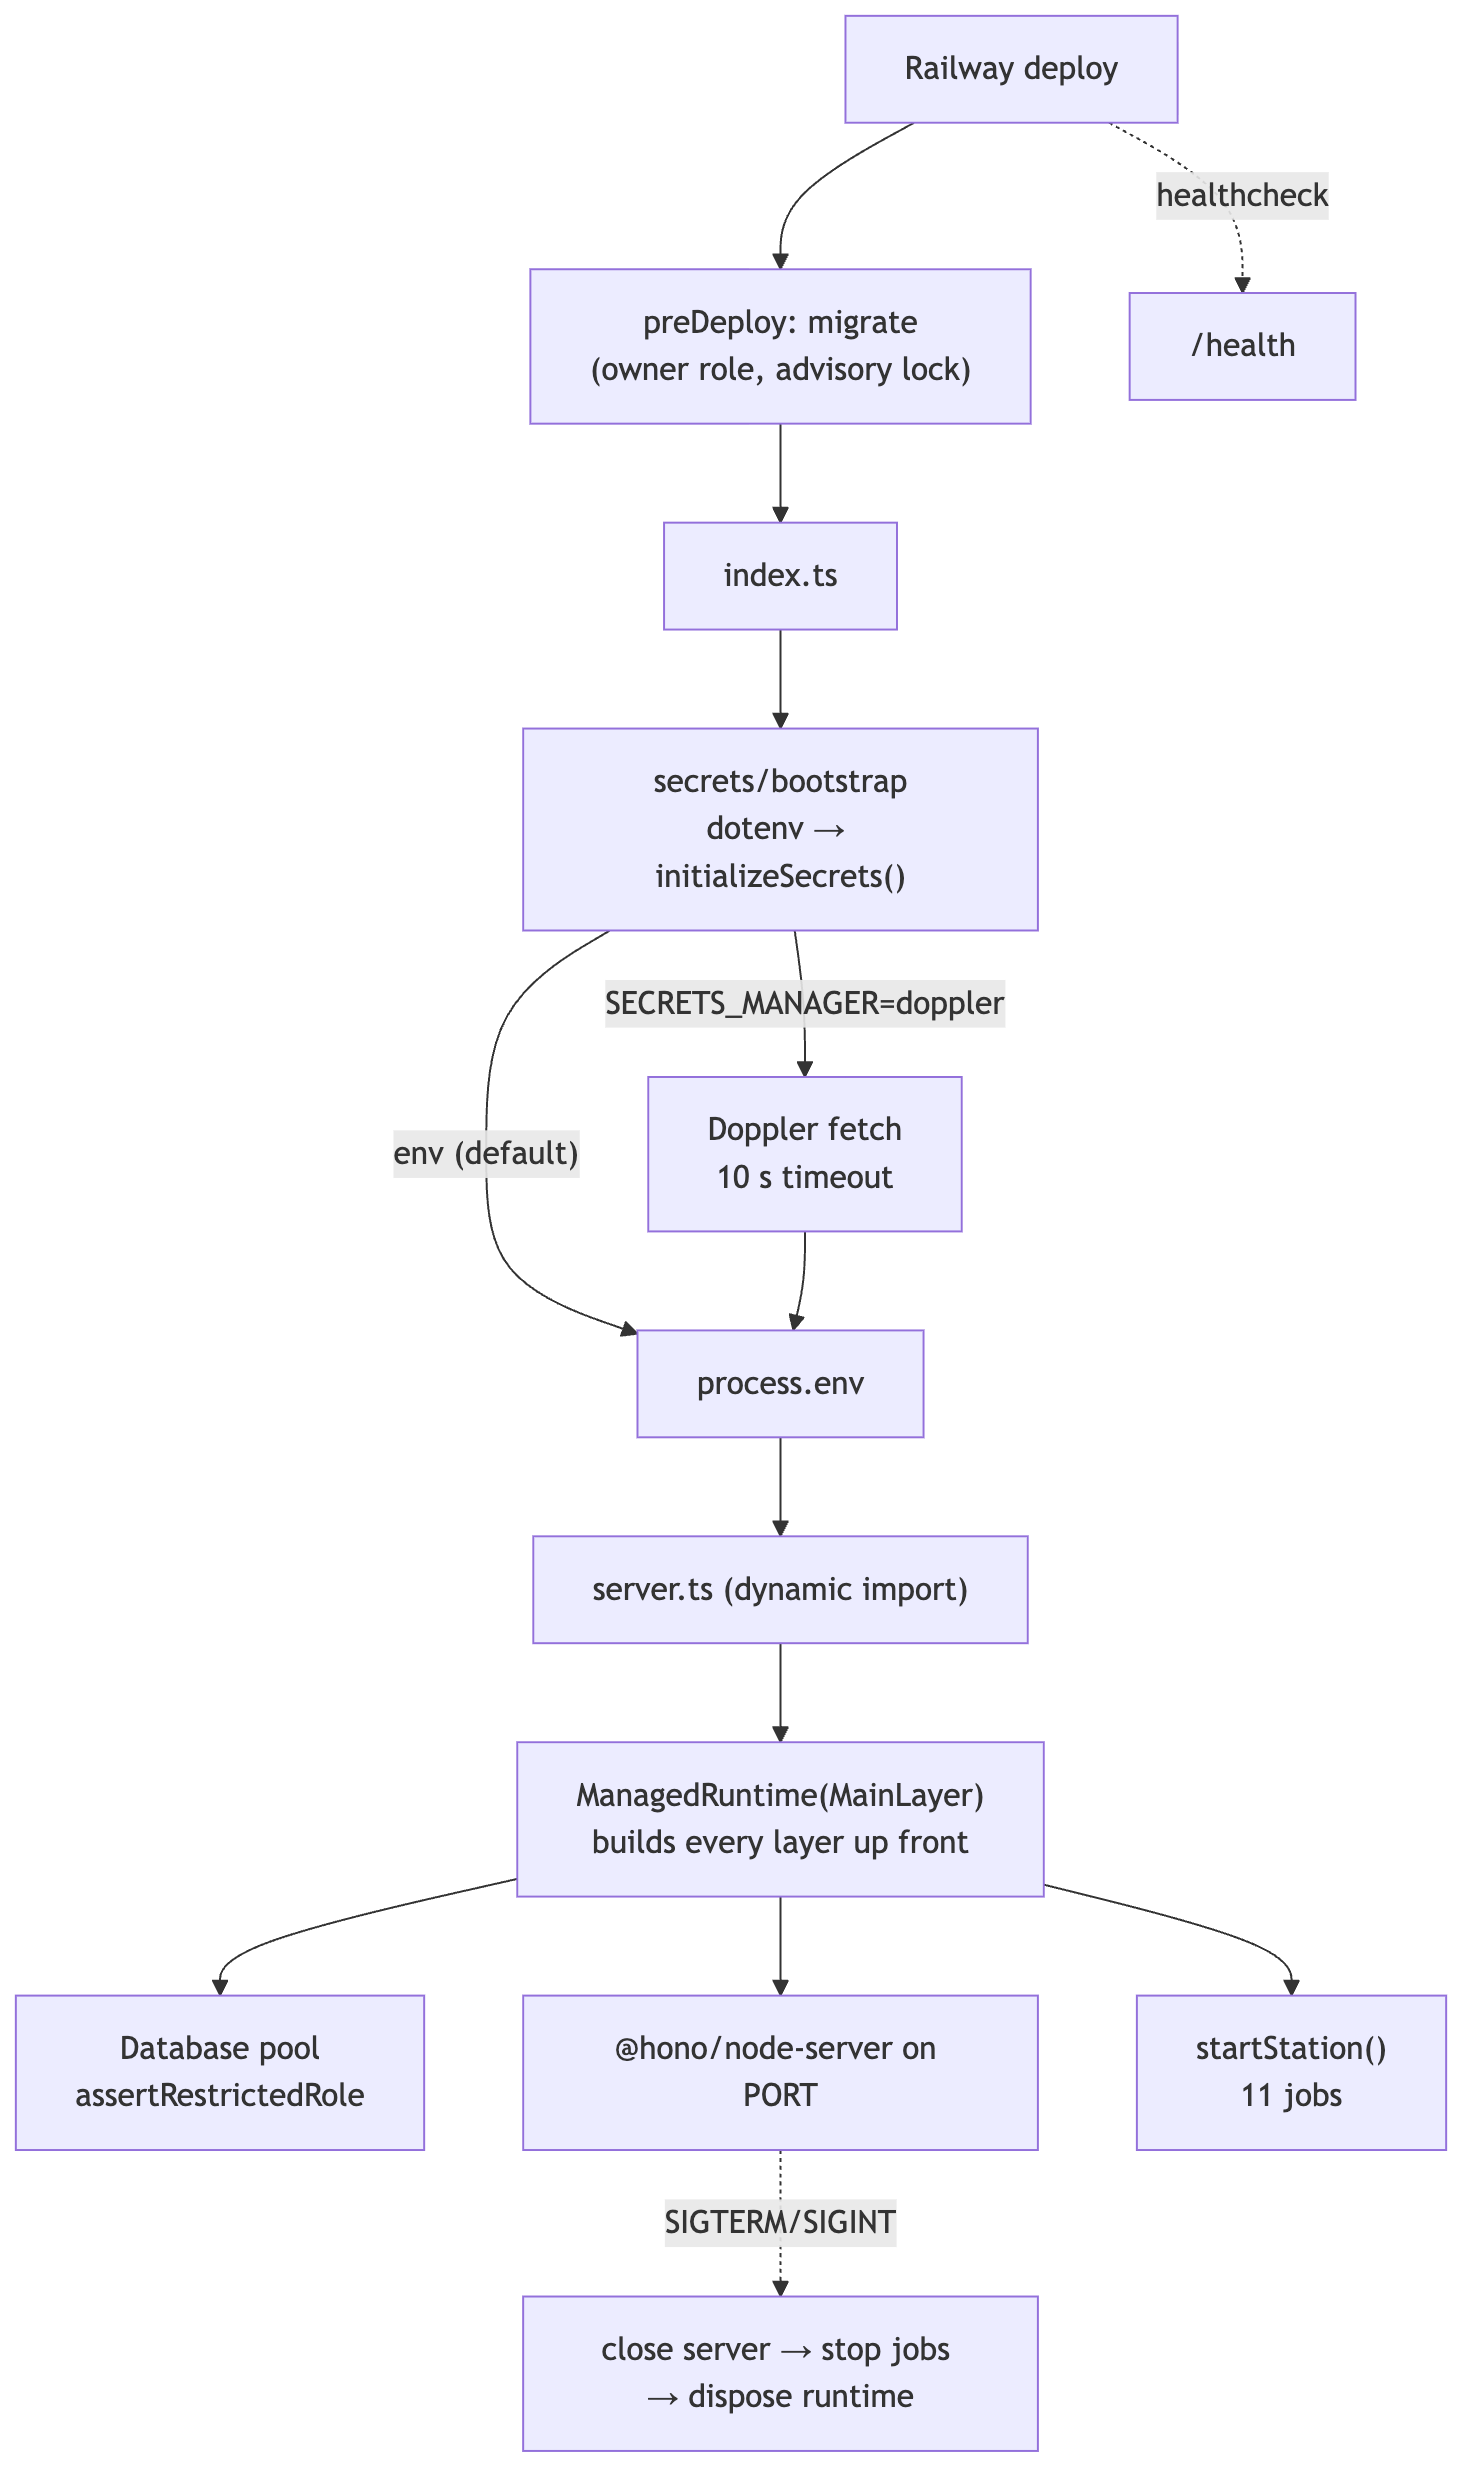 Railway deploy
healthcheck
preDeploy: migrate
(owner role, advisory lock)
/health
index.ts
secrets/bootstrap
dotenv →
initializeSecrets()
SECRETS_MANAGER=doppler
Doppler fetch
10 s timeout
env (default)
process.env
server.ts (dynamic import)
ManagedRuntime(MainLayer)
builds every layer up front
Database pool
assertRestrictedRole
@hono/node-server on
PORT
startStation()
11 jobs
SIGTERM/SIGINT
close server → stop jobs
→ dispose runtime